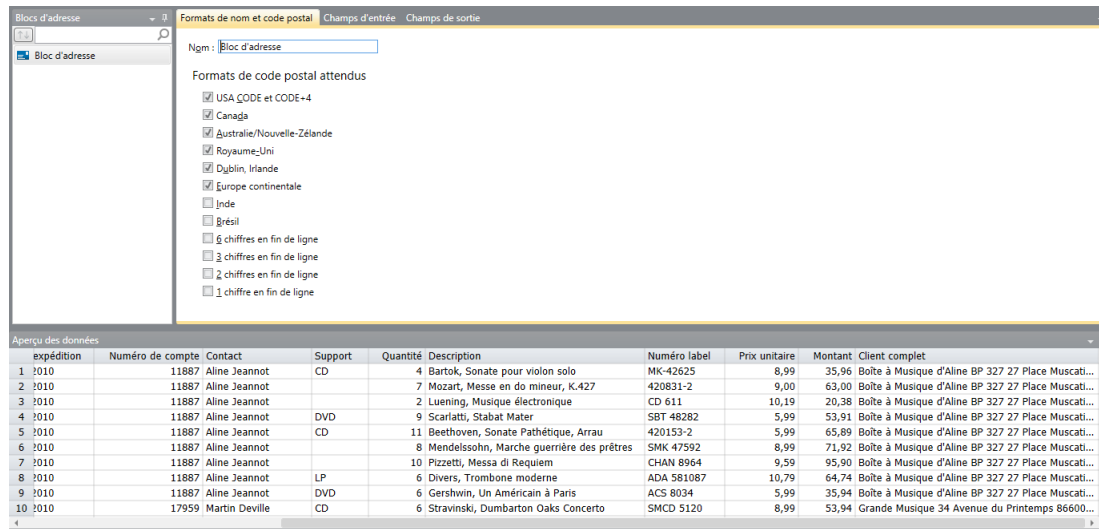 Blocs d'adresse
Formats de nom et code postal Champs d'entrée Champs de sortie
Bloc d'adresse
Nom : Bloc d'adresse
Formats de code postal attendus
USA CODE et CODE+4
Canada
Australie/Nouvelle-Zélande
Royaume-Uni
Dublin, Irlande
Europe continentale
Inde
Brésil
6 chiffres en fin de ligne
3 chiffres en fin de ligne
2 chiffres en fin de ligne
1 chiffre en fin de ligne
Aperçu des données
expédition Numéro de compte Contact Support Quantité Description Numéro label Prix unitaire Montant Client complet
1 2010 11887 Aline Jeannot CD 4 Bartok, Sonate pour violon solo MK-42625 8,99 35,96 Boîte à Musique d'Aline BP 327 27 Place Muscati...
2 2010 11887 Aline Jeannot 7 Mozart, Messe en do mineur, K.427 420831-2 9,00 63,00 Boîte à Musique d'Aline BP 327 27 Place Muscati...
3 2010 11887 Aline Jeannot 2 Luening, Musique électronique CD 611 10,19 20,38 Boîte à Musique d'Aline BP 327 27 Place Muscati...
4 2010 11887 Aline Jeannot DVD 9 Scarlatti, Stabat Mater SBT 48282 5,99 53,91 Boîte à Musique d'Aline BP 327 27 Place Muscati...
5 2010 11887 Aline Jeannot CD 11 Beethoven, Sonate Pathétique, Arrau 420153-2 5,99 65,89 Boîte à Musique d'Aline BP 327 27 Place Muscati...
6 2010 11887 Aline Jeannot 8 Mendelssohn, Marche guerrière des prêtres SMK 47592 8,99 71,92 Boîte à Musique d'Aline BP 327 27 Place Muscati...
7 2010 11887 Aline Jeannot 10 Pizzetti, Messa di Requiem CHAN 8964 9,59 95,90 Boîte à Musique d'Aline BP 327 27 Place Muscati...
8 2010 11887 Aline Jeannot LP 6 Divers, Trombone moderne ADA 581087 10,79 64,74 Boîte à Musique d'Aline BP 327 27 Place Muscati...
9 2010 11887 Aline Jeannot DVD 6 Gershwin, Un Américain à Paris ACS 8034 5,99 35,94 Boîte à Musique d'Aline BP 327 27 Place Muscati...
10 2010 17959 Martin Deville CD 6 Stravinski, Dumbarton Oaks Concerto SMCD 5120 8,99 53,94 Grande Musique 34 Avenue du Printemps 86600...